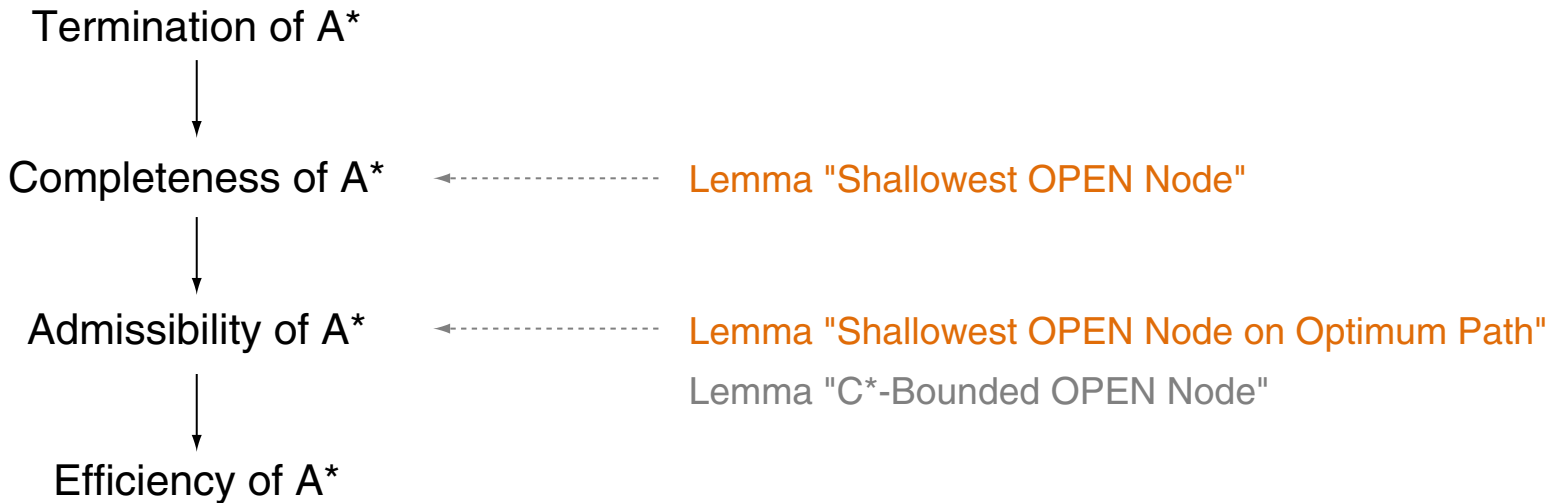 Termination of A*
Completeness of A*
Lemma "Shallowest OPEN Node"
Admissibility of A*
Lemma "Shallowest OPEN Node on Optimum Path"
Lemma "C*-Bounded OPEN Node"
Efficiency of A*